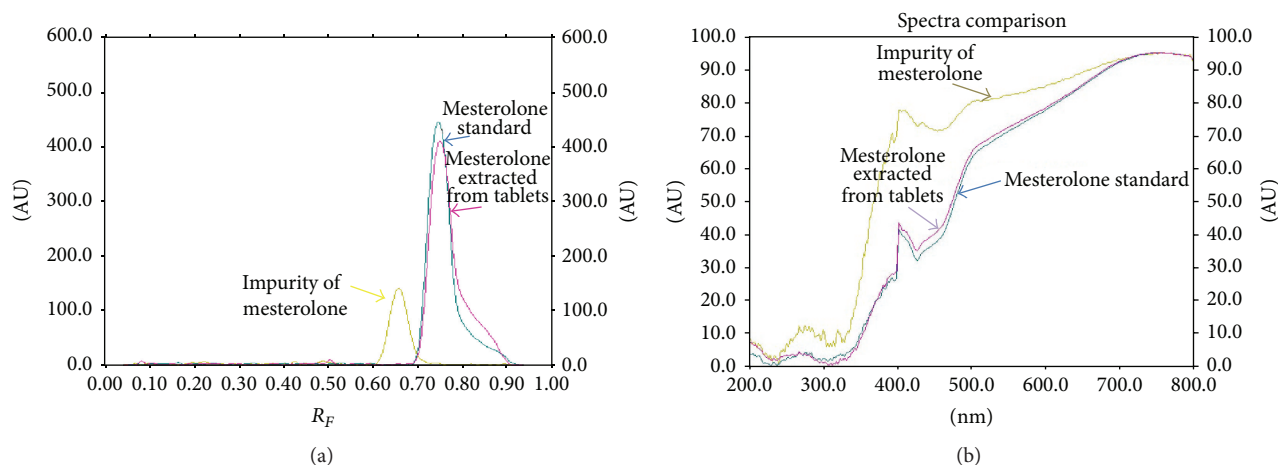 600.0
500.0
400.0
300.0
200.0
100.0
0.0
(AU)
600.0
500.0
400.0
300.0
200.0
100.0
0.0
(AU)
0.00 0.10 0.20 0.30 0.40 0.50 0.60 0.70 0.80 0.90 1.00
R_F
Mesterolone
standard
Mesterolone
extracted
from tablets
Impurity of
mesterolone
(a)
Spectra comparison
100.0
90.0
80.0
70.0
60.0
50.0
40.0
30.0
20.0
10.0
0.0
(AU)
100.0
90.0
80.0
70.0
60.0
50.0
40.0
30.0
20.0
10.0
0.0
(AU)
200.0 300.0 400.0 500.0 600.0 700.0 800.0
(nm)
Impurity of
mesterolone
Mesterolone
extracted
from tablets
Mesterolone standard
(b)